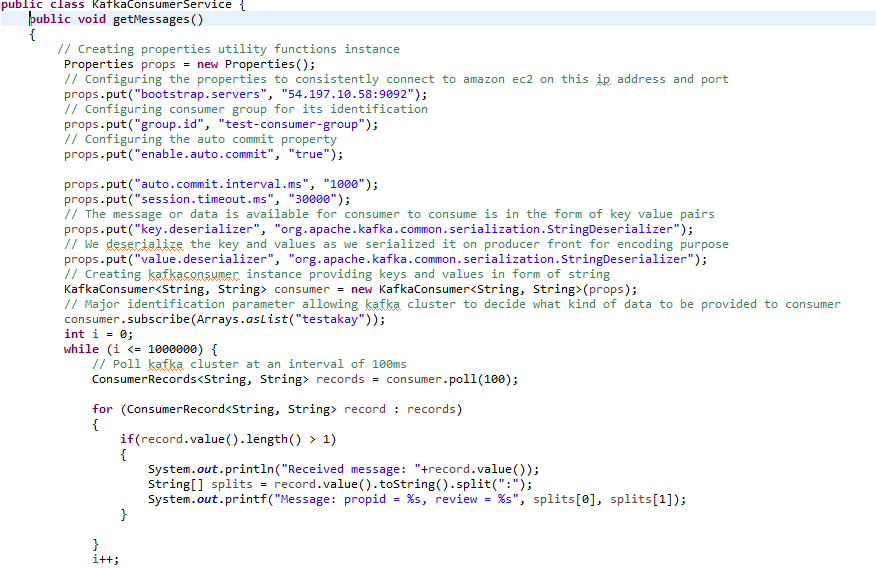 public class KafkaConsumerService {
public void getMessages()
{
// Creating properties utility functions instance
Properties props = new Properties();
// Configuring the properties to consistently connect to amazon ec2 on this ip address and port
props.put("bootstrap.servers", "54.197.10.58:9092");
// Configuring consumer group for its identification
props.put("group.id", "test-consumer-group");
// Configuring the auto commit property
props.put("enable.auto.commit", "true");
props.put("auto.commit.interval.ms", "1000");
props.put("session.timeout.ms", "30000");
// The message or data is available for consumer to consume is in the form of key value pairs
props.put("key.deserializer", "org.apache.kafka.common.serialization.StringDeserializer");
// We deserialize the key and values as we serialized it on producer front for encoding purpose
props.put("value.deserializer", "org.apache.kafka.common.serialization.StringDeserializer");
// Creating kafkaconsumer instance providing keys and values in form of string
KafkaConsumer<String, String> consumer = new KafkaConsumer<String, String>(props);
// Major identification parameter allowing kafka cluster to decide what kind of data to be provided to consumer
consumer.subscribe(Arrays.asList("testakay"));
int i = 0;
while (i <= 1000000) {
// Poll kafka cluster at an interval of 100ms
ConsumerRecords<String, String> records = consumer.poll(100);
for (ConsumerRecord<String, String> record : records)
{
if(record.value().length() > 1)
{
System.out.println("Received message: "+record.value());
String[] splits = record.value().toString().split(":");
System.out.printf("Message: propid = %s, review = %s", splits[0], splits[1]);
}
}
i++;